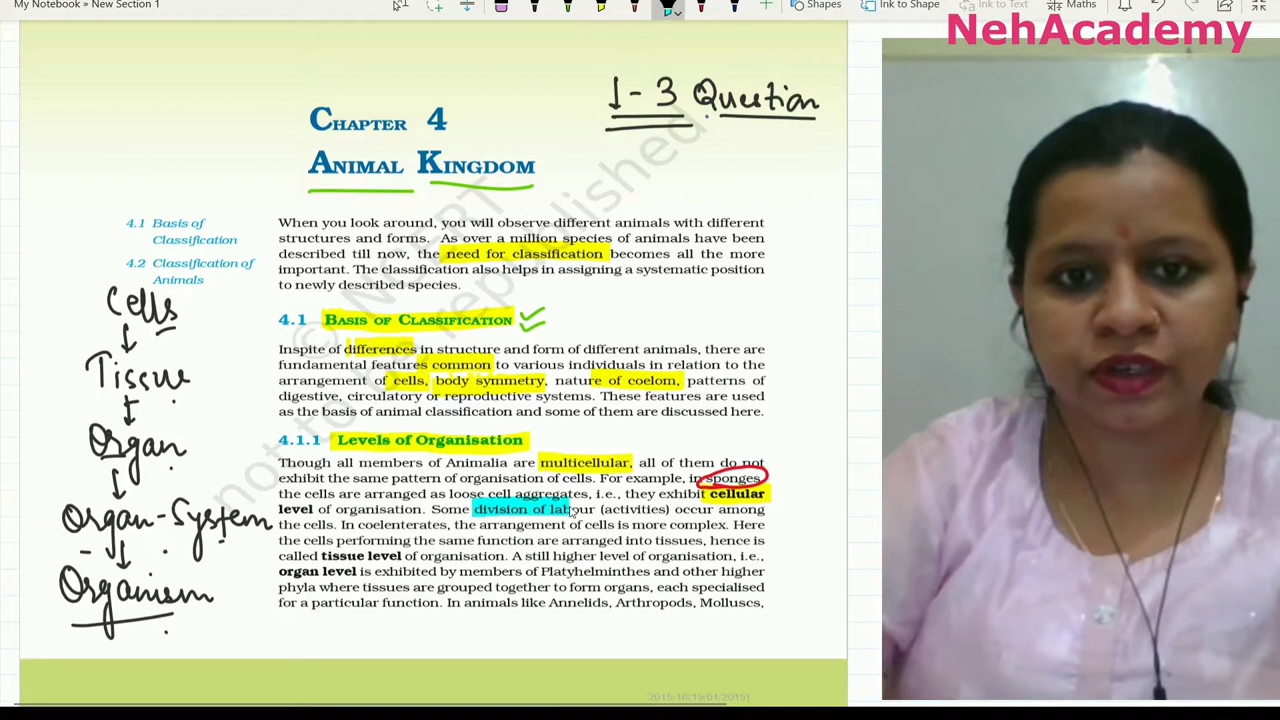 My Notebook » New Section 1
Shapes
Ink to Shape
Ink to Text
Maths
NehAcademy
1 - 3 Question
CHAPTER 4
ANIMAL KINGDOM
4.1 Basis of
Classification
4.2 Classification of
Animals
Cells
Tissue
Organ
Organ-System
Organism
When you look around, you will observe different animals with different
structures and forms. As over a million species of animals have been
described till now, the need for classification becomes all the more
important. The classification also helps in assigning a systematic position
to newly described species.
4.1 BASIS OF CLASSIFICATION
Inspite of differences in structure and form of different animals, there are
fundamental features common to various individuals in relation to the
arrangement of cells, body symmetry, nature of coelom, patterns of
digestive, circulatory or reproductive systems. These features are used
as the basis of animal classification and some of them are discussed here.
4.1.1 Levels of Organisation
Though all members of Animalia are multicellular, all of them do not
exhibit the same pattern of organisation of cells. For example, in sponges
the cells are arranged as loose cell aggregates, i.e., they exhibit cellular
level of organisation. Some division of labour (activities) occur among
the cells. In coelenterates, the arrangement of cells is more complex. Here
the cells performing the same function are arranged into tissues, hence is
called tissue level of organisation. A still higher level of organisation, i.e.,
organ level is exhibited by members of Platyhelminthes and other higher
phyla where tissues are grouped together to form organs, each specialised
for a particular function. In animals like Annelids, Arthropods, Molluscs,
© NCERT
not to be republished
2015-16(19/01/2015)